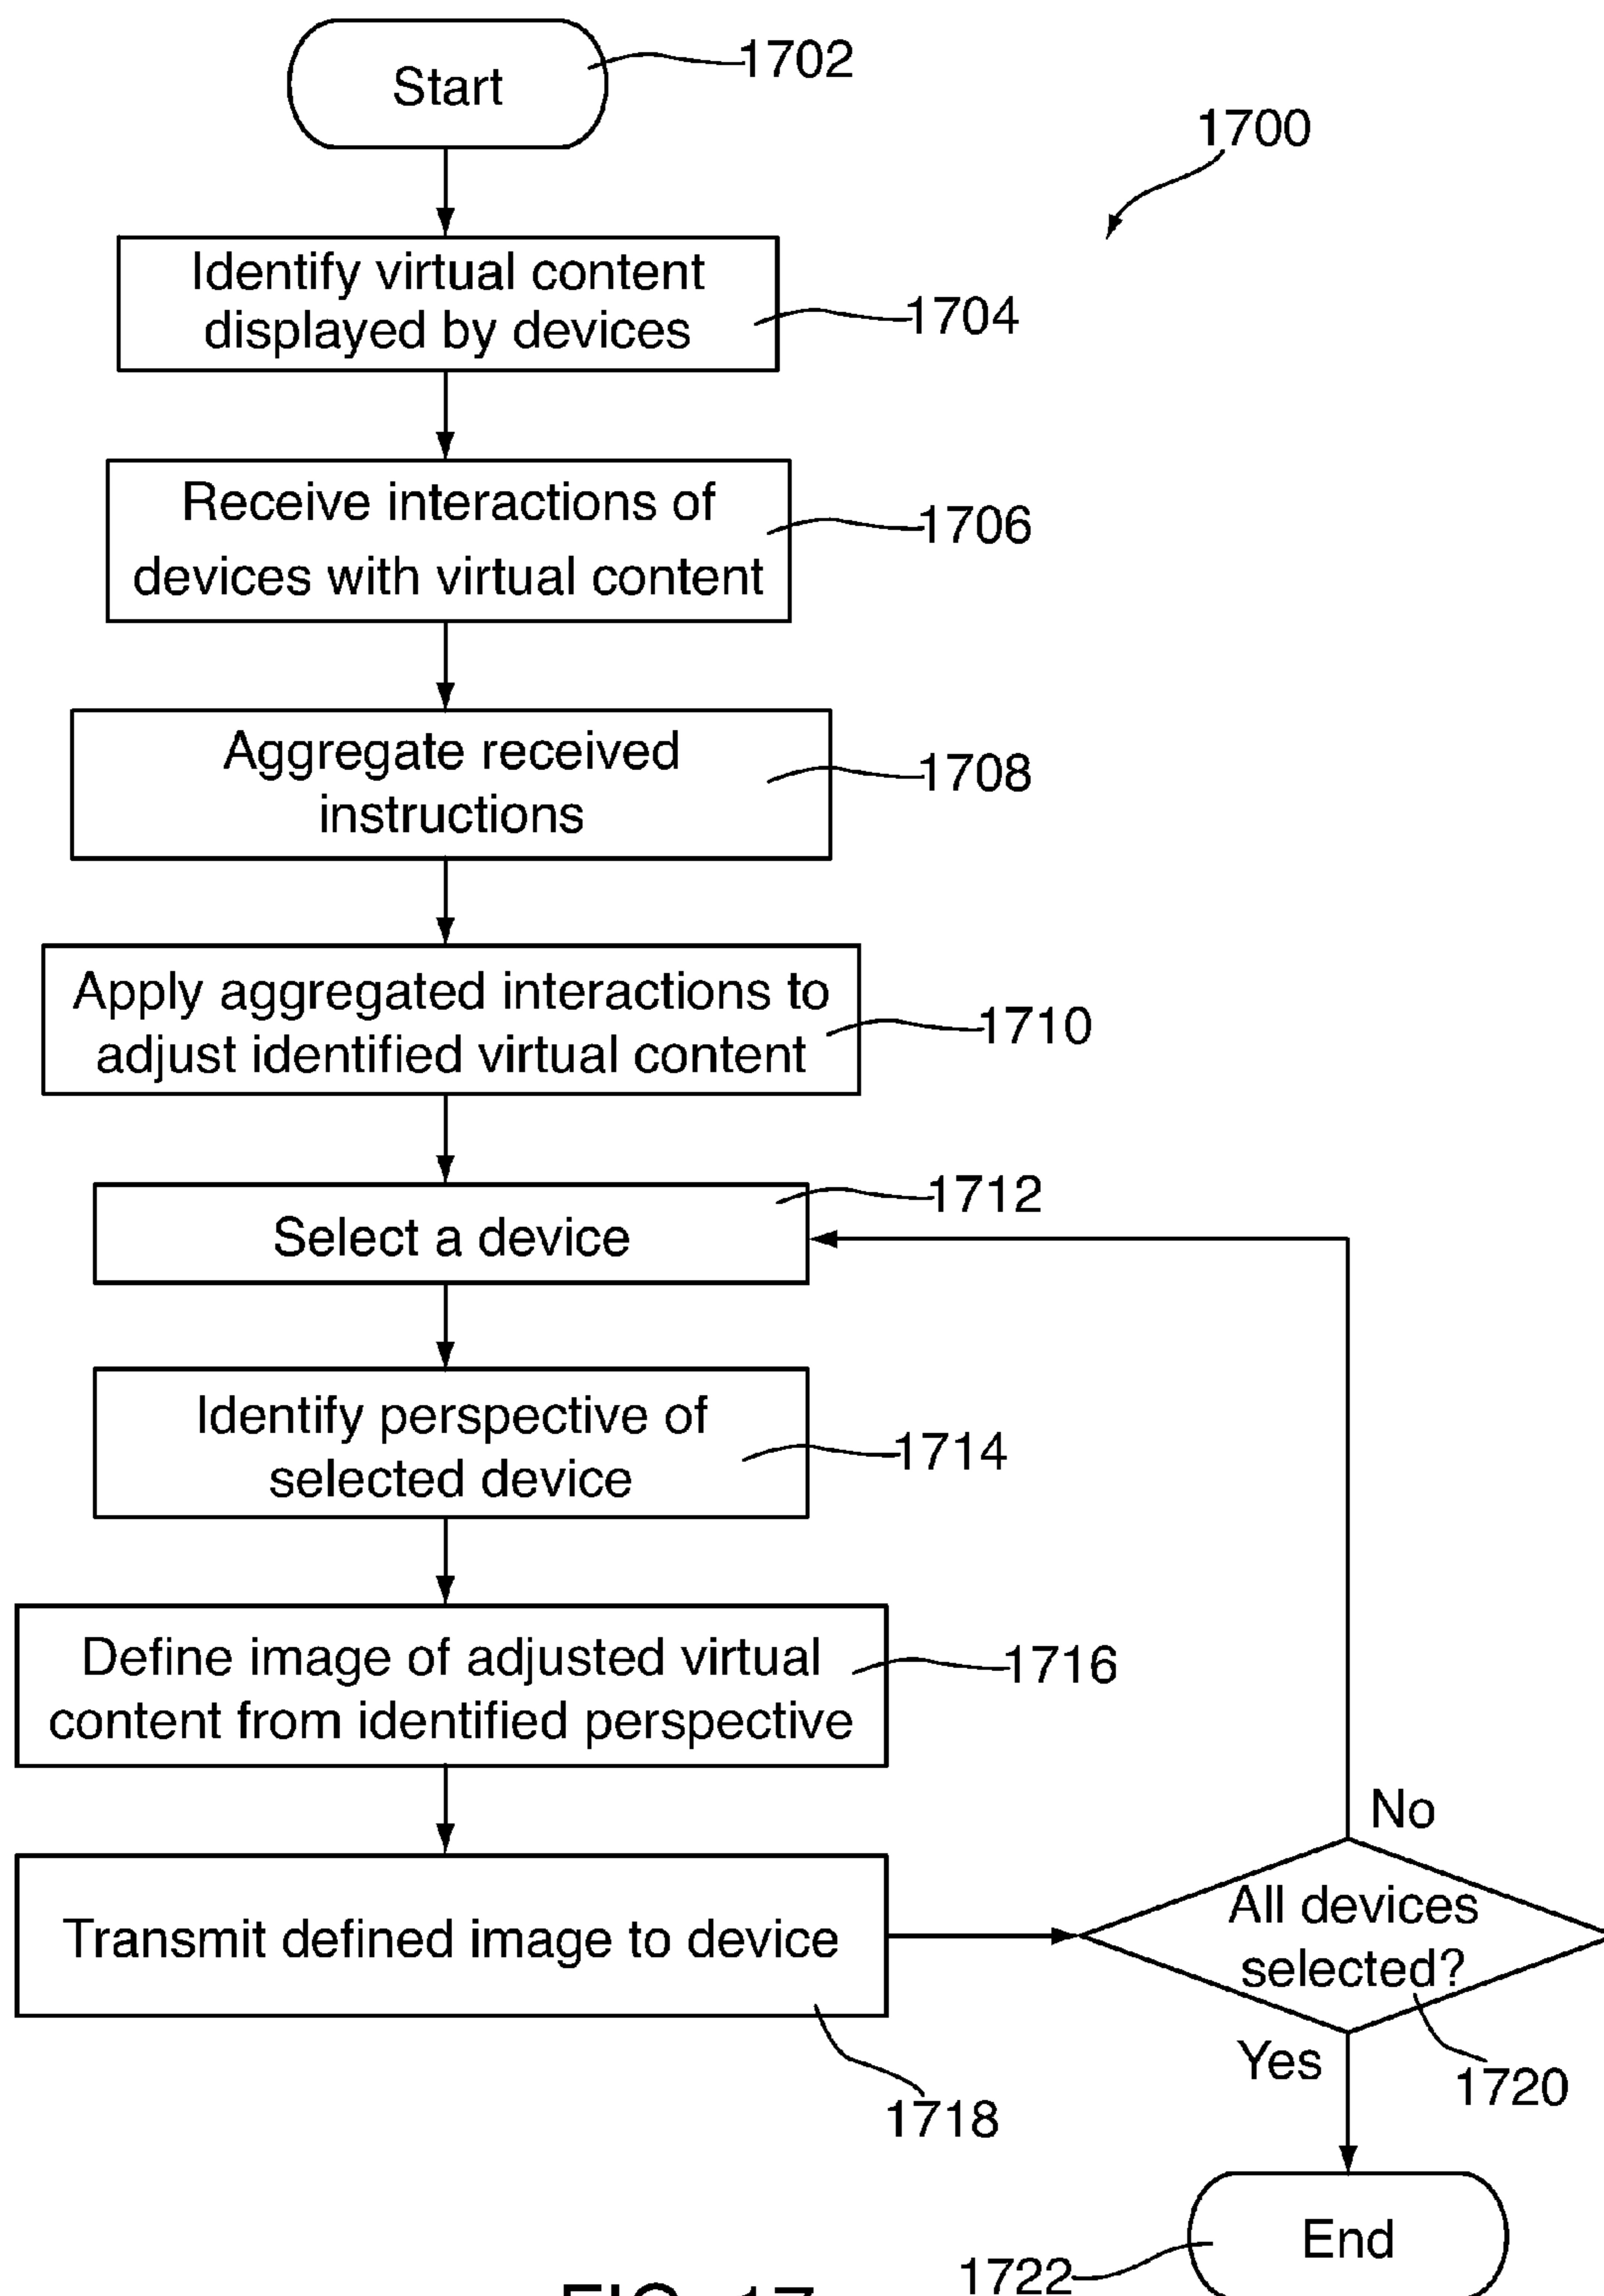 Start
1702
1700
Identify virtual content
displayed by devices
1704
Receive interactions of
devices with virtual content
1706
Aggregate received
instructions
1708
Apply aggregated interactions to
adjust identified virtual content
1710
1712
Select a device
Identify perspective of
selected device
1714
Define image of adjusted virtual
content from identified perspective
1716
No
All devices
selected?
Transmit defined image to device
Yes
1720
1718
End
1722
FIG. 17